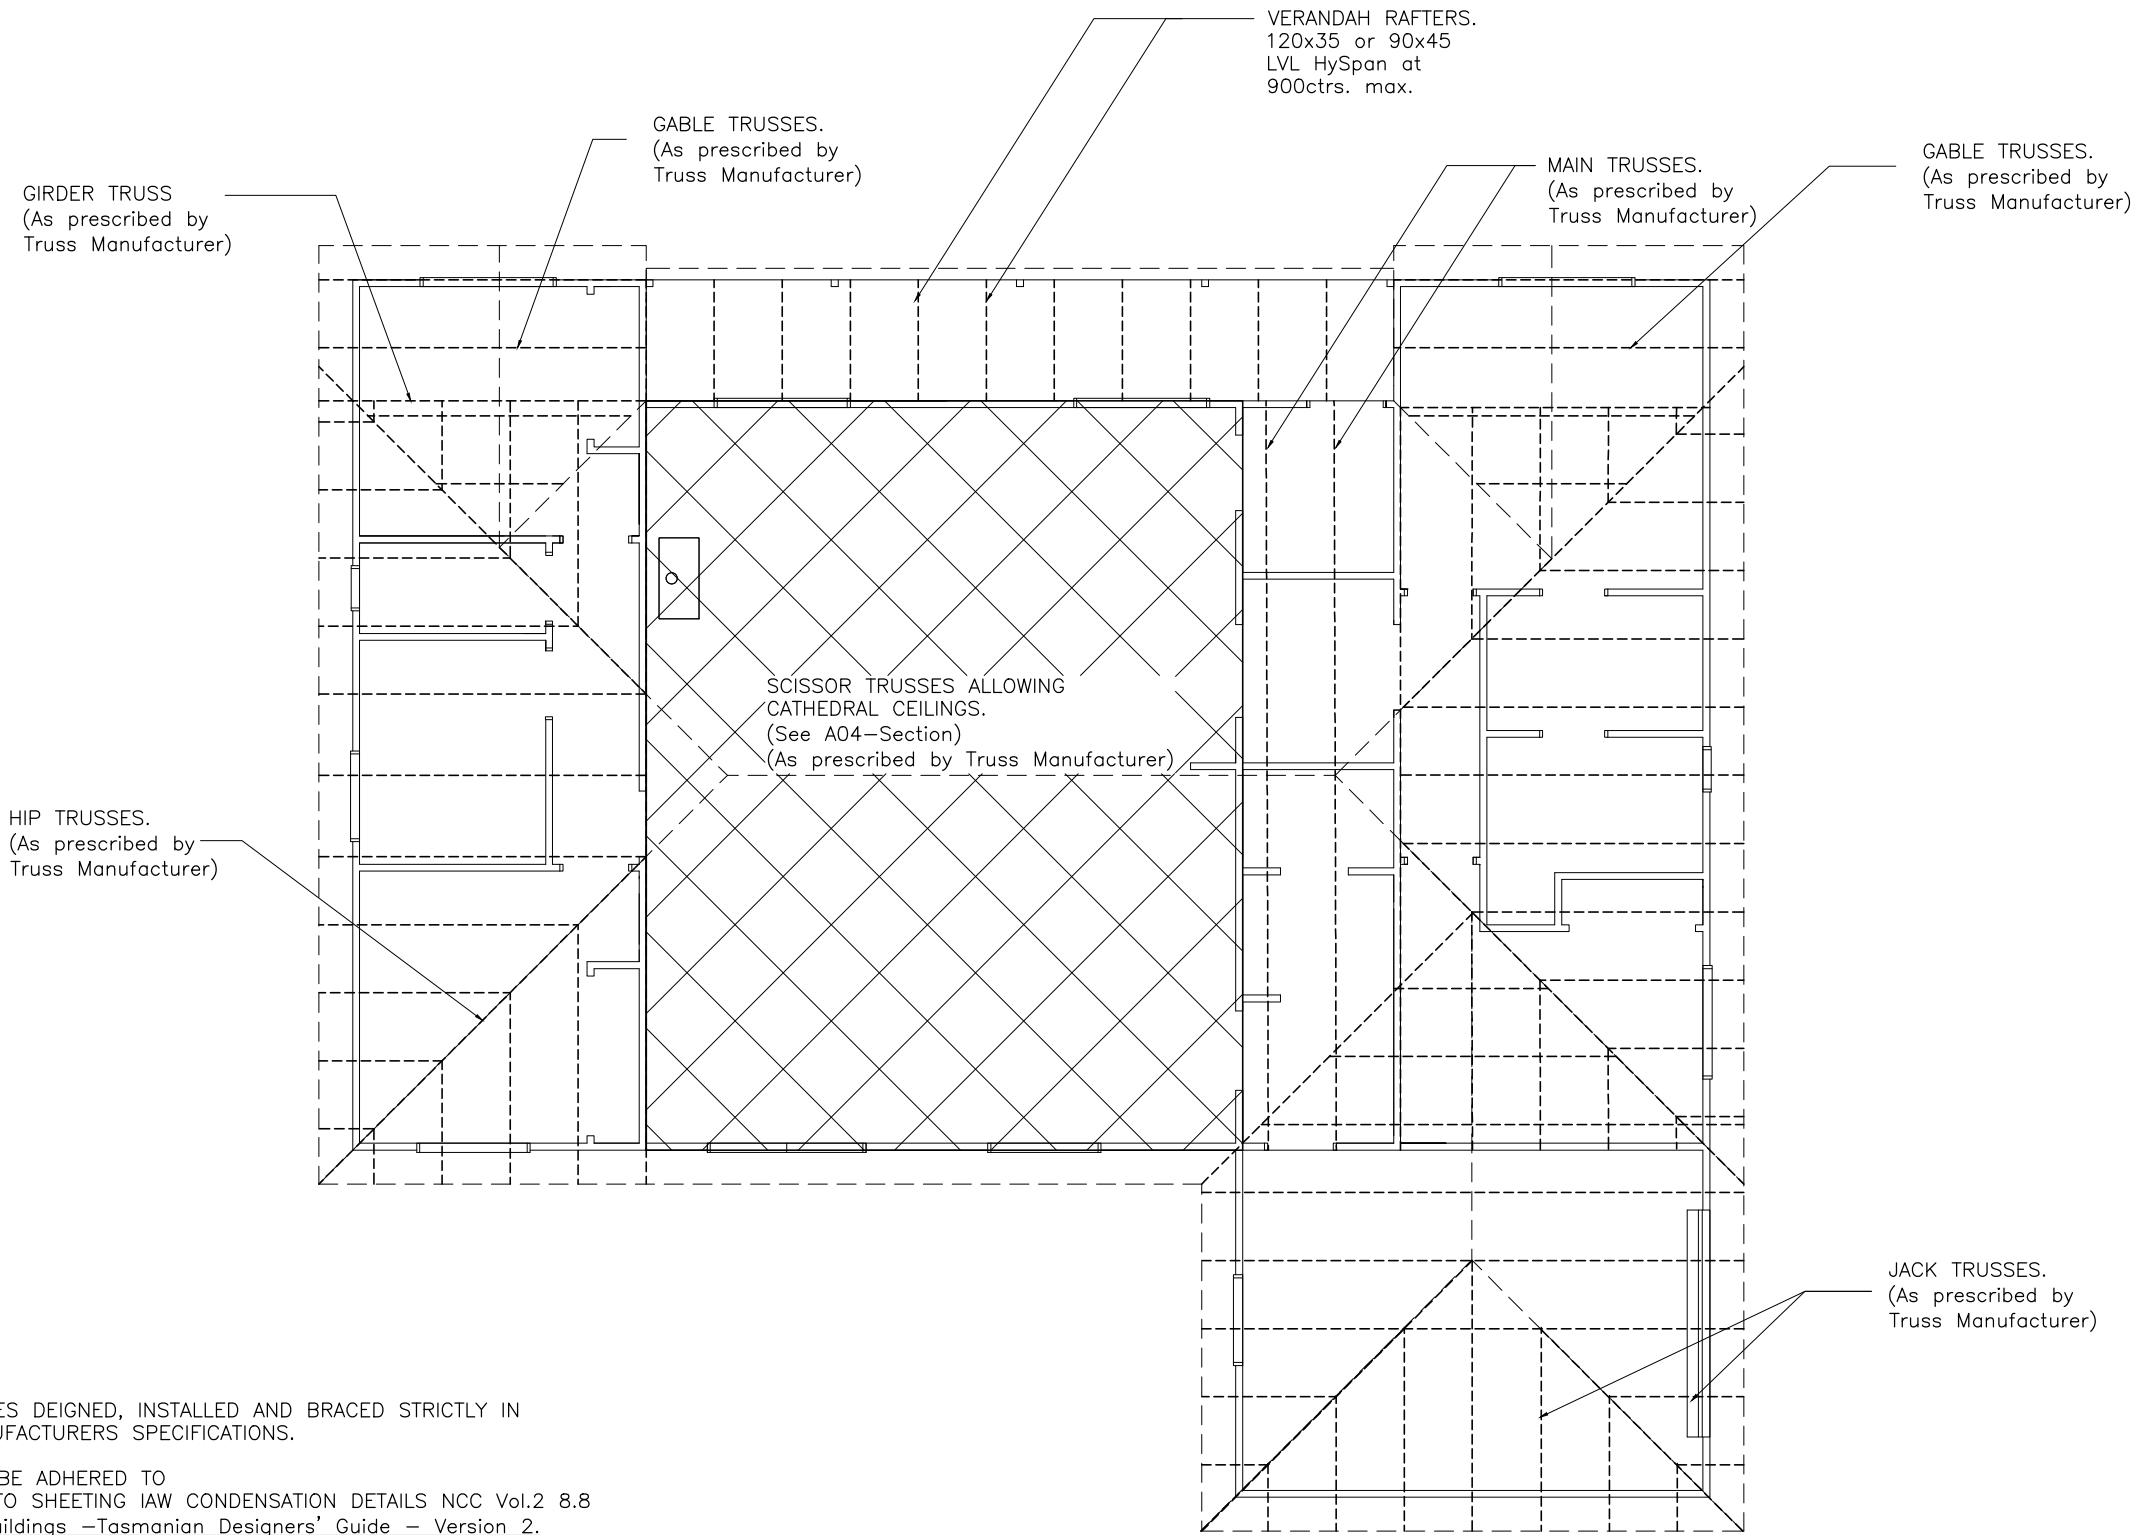 VERANDAH RAFTERS.
120x35 or 90x45
LVL HySpan at
900ctrs. max.
GABLE TRUSSES.
(As prescribed by
Truss Manufacturer)
MAIN TRUSSES.
(As prescribed by
Truss Manufacturer)
GABLE TRUSSES.
(As prescribed by
Truss Manufacturer)
GIRDER TRUSS
(As prescribed by
Truss Manufacturer)
SCISSOR TRUSSES ALLOWING
CATHEDRAL CEILINGS.
(See A04-Section)
(As prescribed by Truss Manufacturer)
HIP TRUSSES.
(As prescribed by
Truss Manufacturer)
JACK TRUSSES.
(As prescribed by
Truss Manufacturer)
DEIGNED, INSTALLED AND BRACED STRICTLY IN
SPECIFICATIONS.
BE ADHERED TO
TO SHEETING IAW CONDENSATION DETAILS NCC Vol.2 8.8
-Tasmanian Designers' Guide - Version 2.